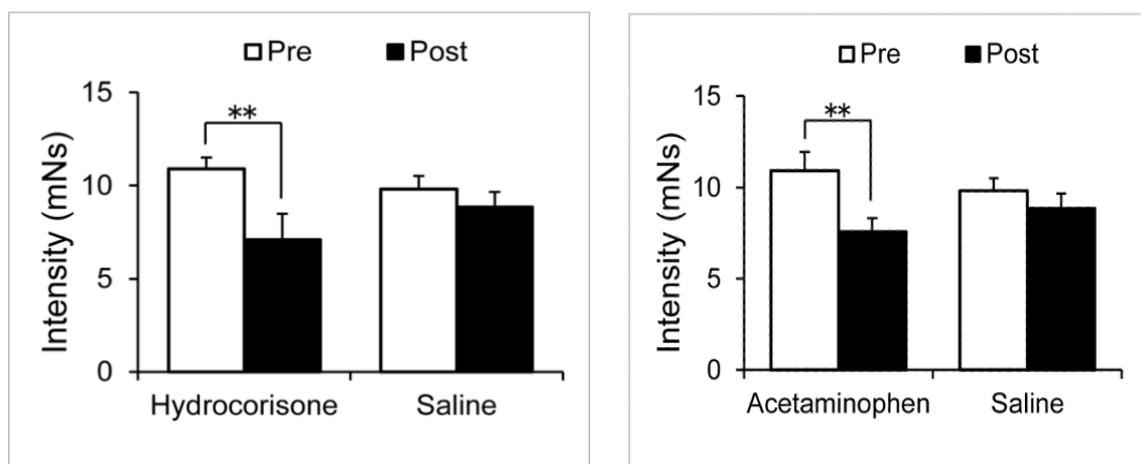 Pre Post
Intensity (mNs)
15
**
10
5
0
Hydrocorisone Saline
Pre Post
Intensity (mNs)
15
**
10
5
0
Acetaminophen Saline